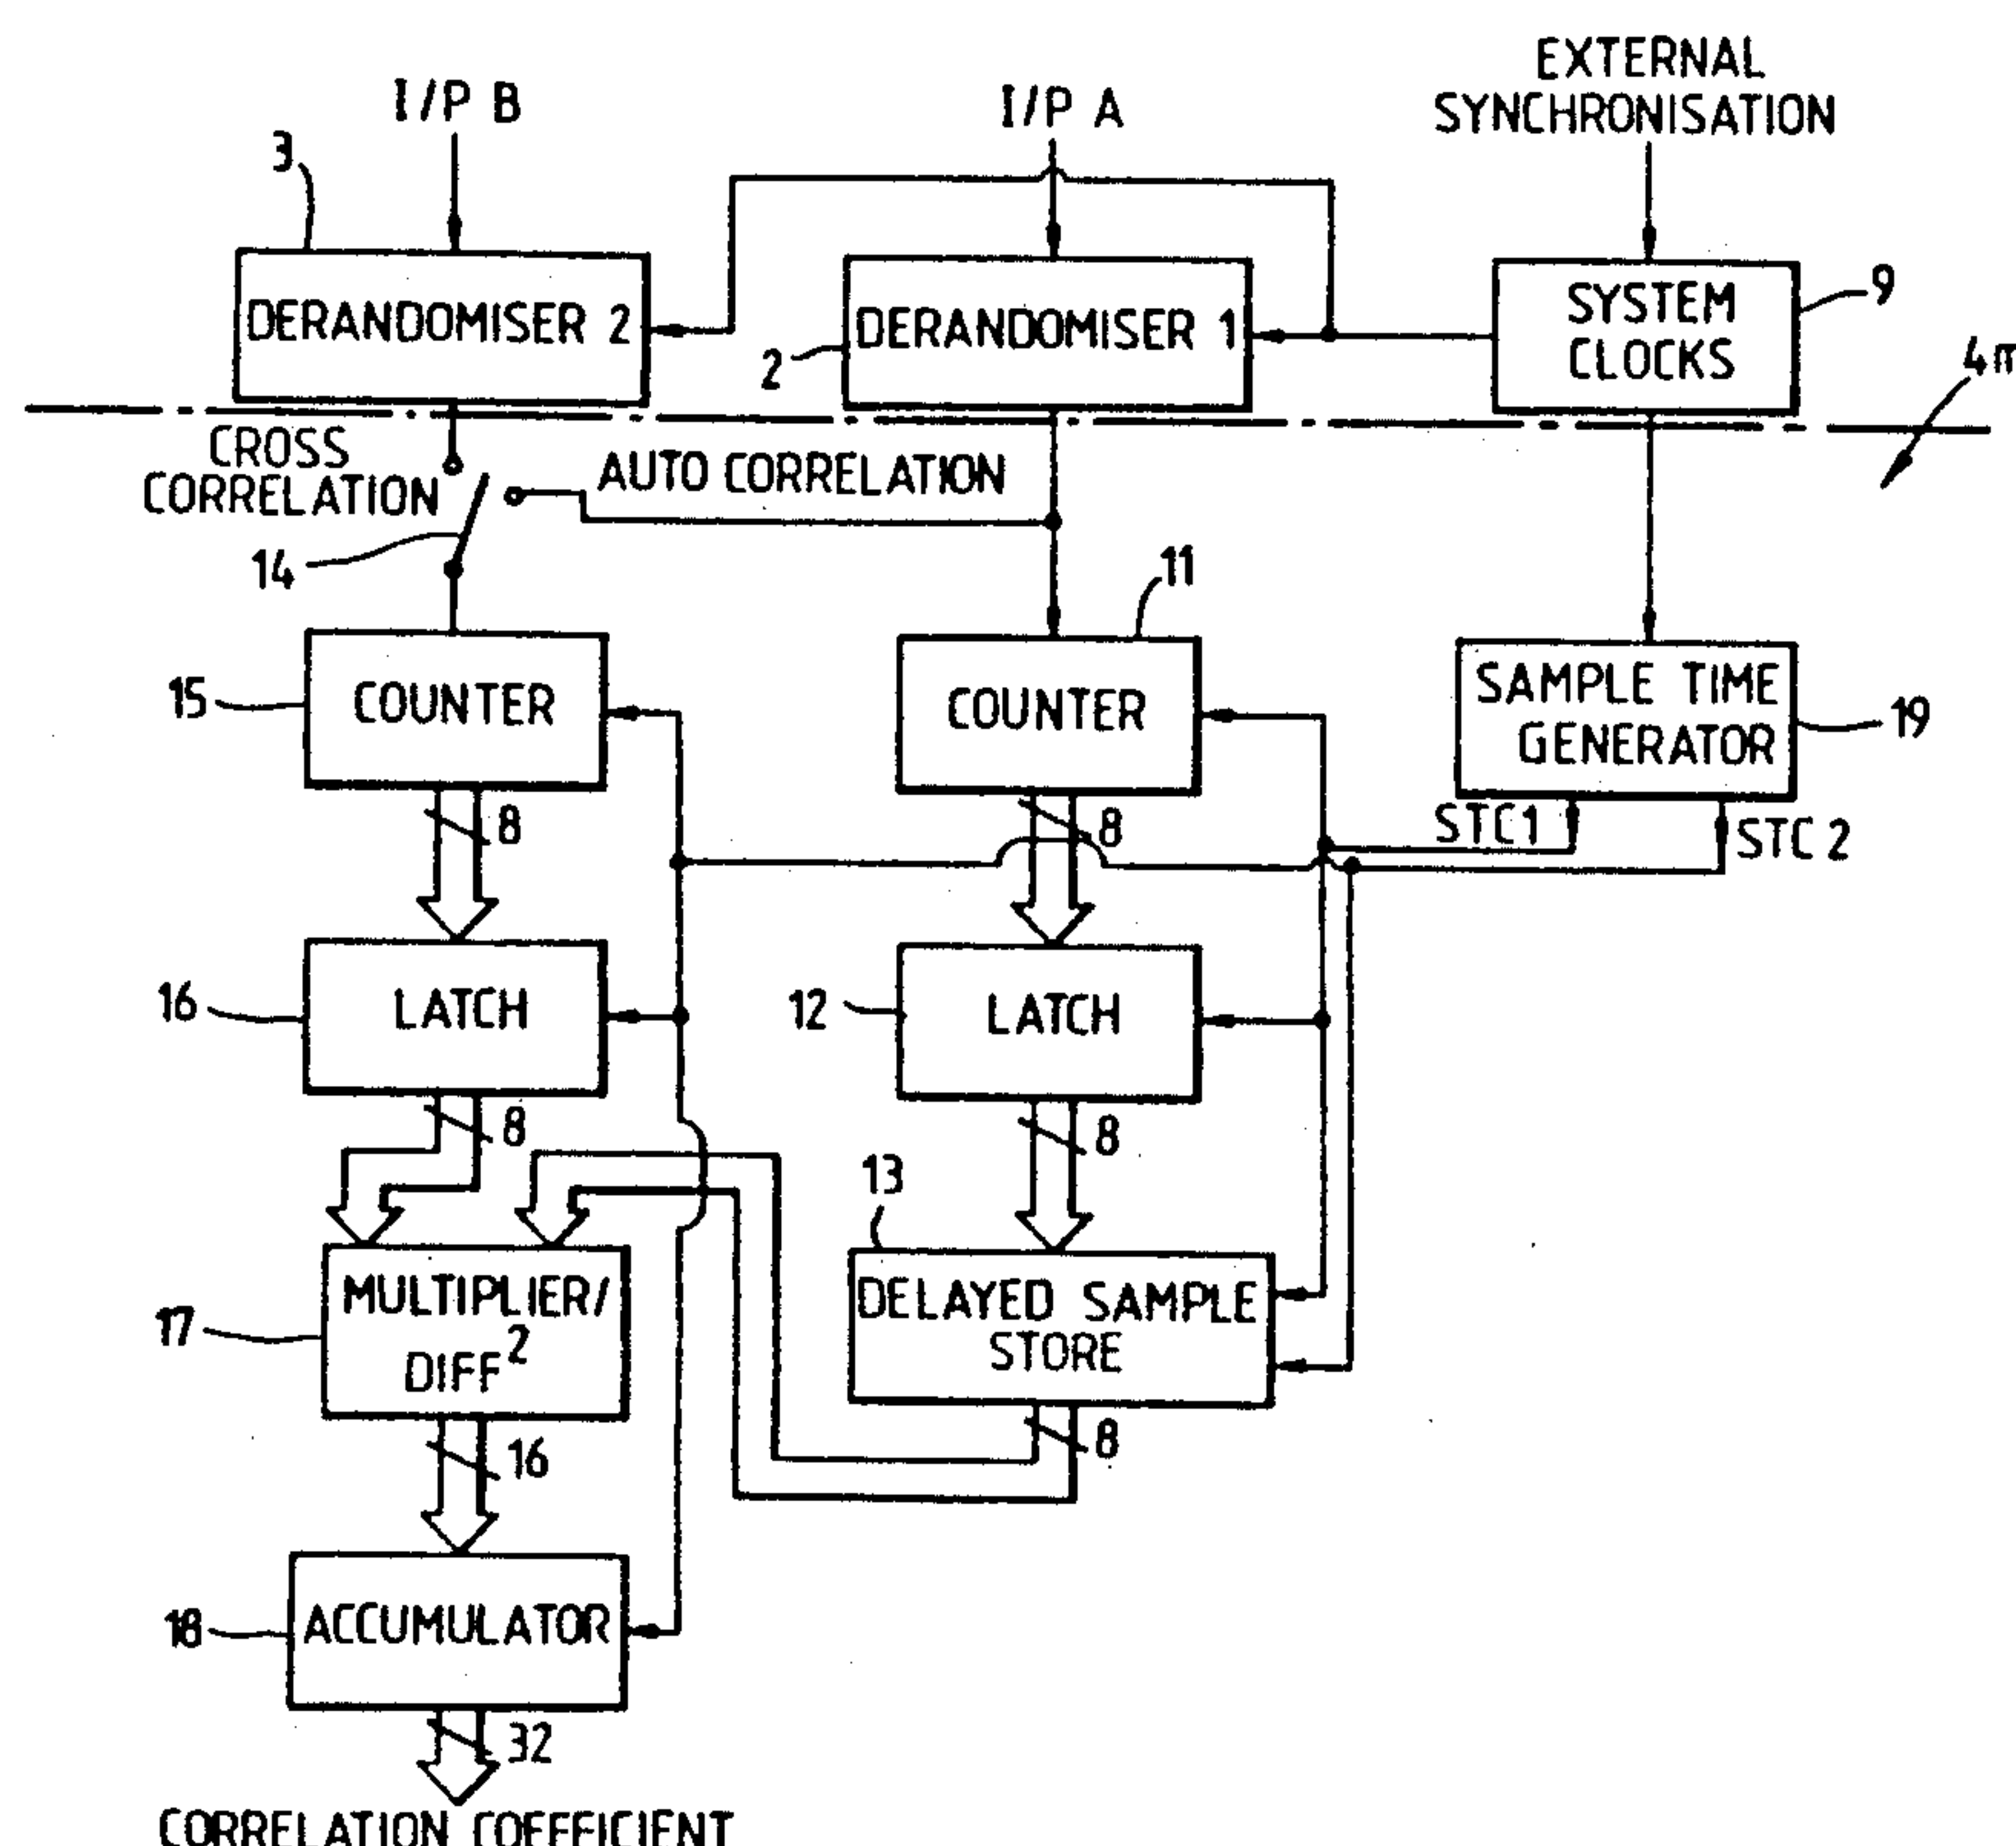 EXTERNAL
SYNCHRONISATION
I/P B
I/P A
3
DERANDOMISER 2
2
DERANDOMISER 1
SYSTEM
CLOCKS
9
4m
CROSS
CORRELATION
AUTO CORRELATION
14
11
15
COUNTER
COUNTER
SAMPLE TIME
GENERATOR
19
8
8
STC1
STC 2
16
LATCH
12
LATCH
8
8
13
17
MULTIPLIER/
DIFF²
DELAYED SAMPLE
STORE
16
8
18
ACCUMULATOR
32
CORRELATION COEFFICIENT